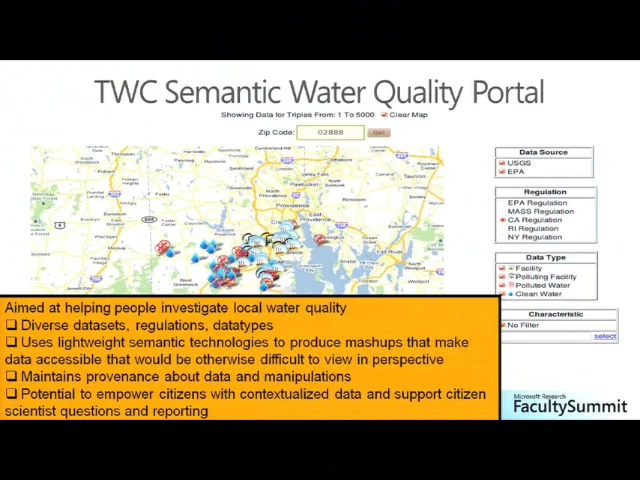 TWC Semantic Water Quality Portal
Showing Data for Triples From: 1 To 5000 Clear Map
Zip Code: 02888 Go!
Data Source
USGS
EPA
Regulation
EPA Regulation
MASS Regulation
CA Regulation
RI Regulation
NY Regulation
Data Type
Facility
Polluting Facility
Polluted Water
Clean Water
Characteristic
No Filter
select
Providence
East Providence
Pawtucket
Taunton
Aimed at helping people investigate local water quality
❑ Diverse datasets, regulations, datatypes
❑ Uses lightweight semantic technologies to produce mashups that make
data accessible that would be otherwise difficult to view in perspective
❑ Maintains provenance about data and manipulations
❑ Potential to empower citizens with contextualized data and support citizen
scientist questions and reporting
Microsoft Research
FacultySummit